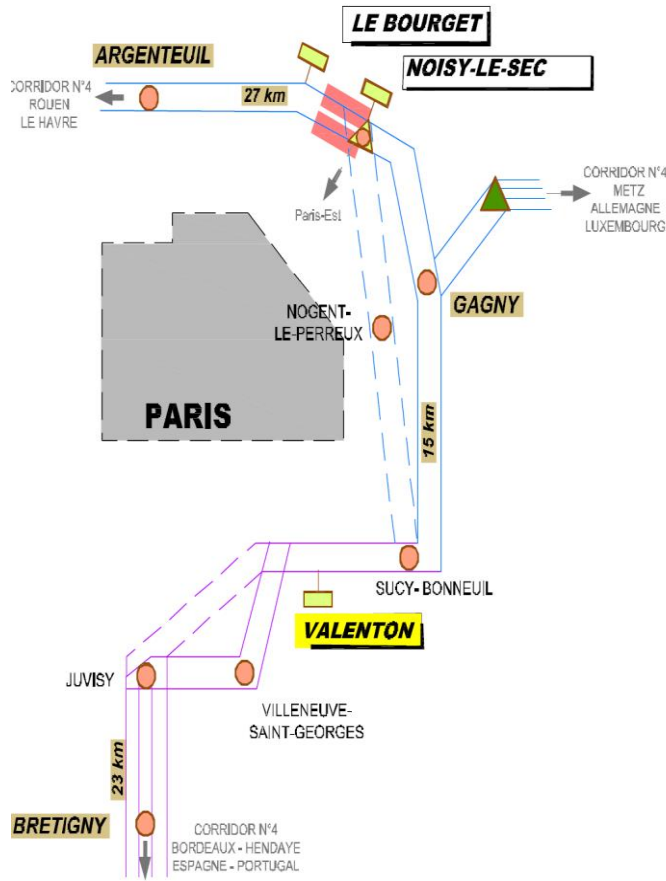 LE BOURGET
ARGENTEUIL
NOISY-LE-SEC
CORRIDOR N°4
ROUEN
LE HAVRE
27 km
CORRIDOR N°4
METZ
ALLEMAGNE
LUXEMBOURG
Paris-Est
GAGNY
NOGENT-
LE-PERREUX
PARIS
15 km
SUCY-BONNEUIL
VALENTON
JUVISY
VILLENEUVE-
SAINT-GEORGES
23 km
BRETIGNY
CORRIDOR N°4
BORDEAUX - HENDAYE
ESPAGNE - PORTUGAL